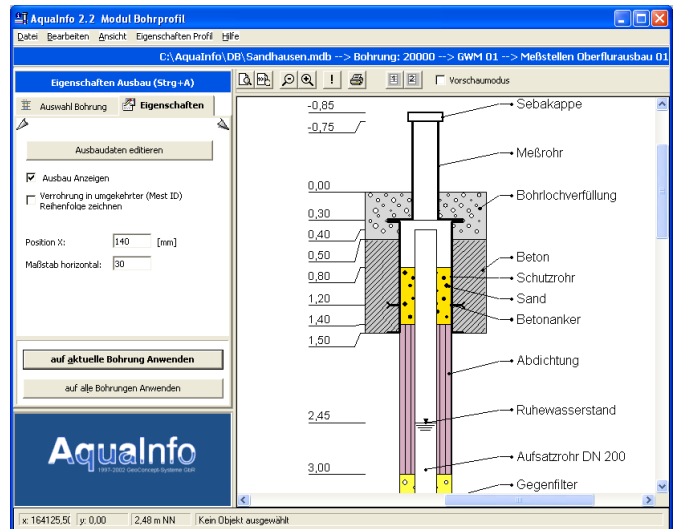 AquaInfo 2.2 Modul Bohrprofil
Datei Bearbeiten Ansicht Eigenschaften Profil Hilfe
C:\AquaInfo\DB\Sandhausen.mdb --> Bohrung: 20000 --> GWM 01 --> Meßstellen Oberflurausbau 01
Eigenschaften Ausbau (Strg+A)
Auswahl Bohrung
Eigenschaften
Ausbaudaten editieren
Ausbau Anzeigen
Verrohrung in umgekehrter (Mest ID)
Reihenfolge zeichnen
Position X: 140 [mm]
Maßstab horizontal: 30
auf aktuelle Bohrung Anwenden
auf alle Bohrungen Anwenden
AquaInfo
1997-2002 GeoConcept Systeme GbR
100%
!
1 2
Vorschaumodus
-0,85
-0,75
0,00
0,30
0,40
0,50
0,80
1,20
1,40
1,50
2,45
3,00
Sebakappe
Meßrohr
Bohrlochverfüllung
Beton
Schutzrohr
Sand
Betonanker
Abdichtung
Ruhewasserstand
Aufsatzrohr DN 200
Gegenfilter
x: 164125,5( y: 0,00 2,48 m NN Kein Objekt ausgewählt